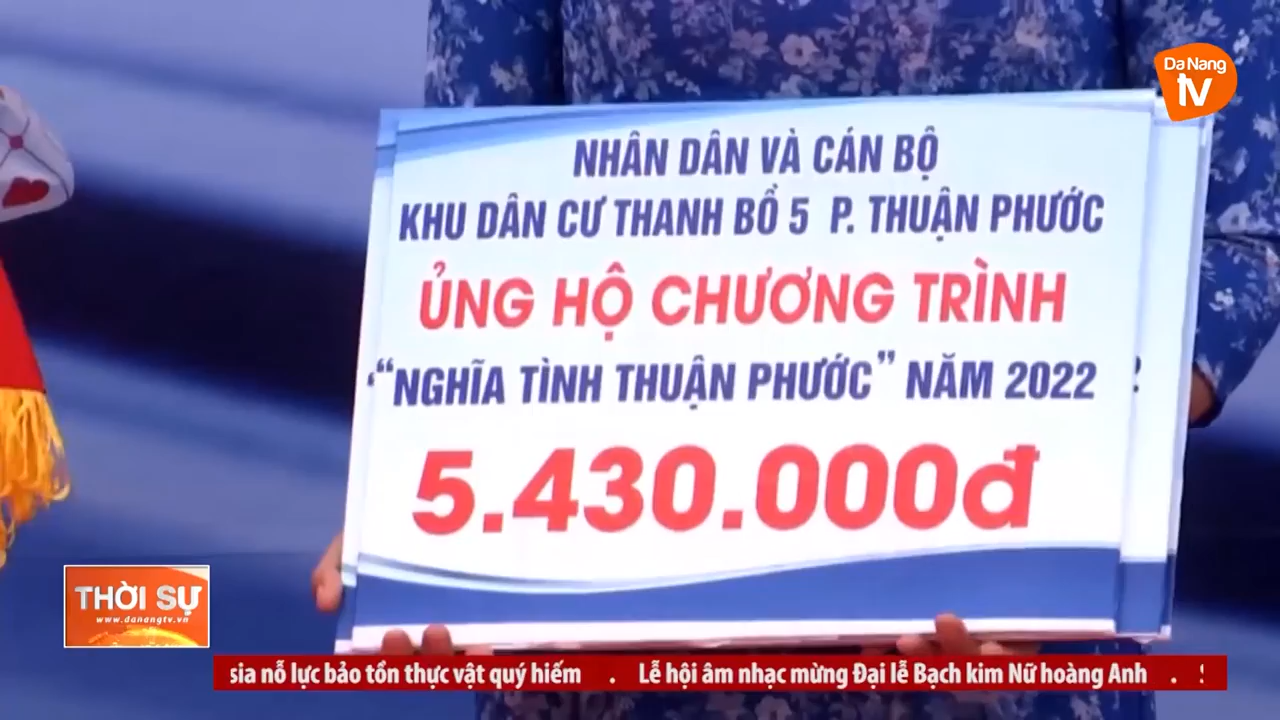 Da Nang
tv
NHÂN DÂN VÀ CÁN BỘ
KHU DÂN CƯ THANH BỒ 5 P. THUẬN PHƯỚC
ỦNG HỘ CHƯƠNG TRÌNH
“NGHĨA TÌNH THUẬN PHƯỚC” NĂM 2022
5.430.000đ
THỜI SỰ
www.danangtv.vn
sia nỗ lực bảo tồn thực vật quý hiếm . Lễ hội âm nhạc mừng Đại lễ Bạch kim Nữ hoàng Anh .